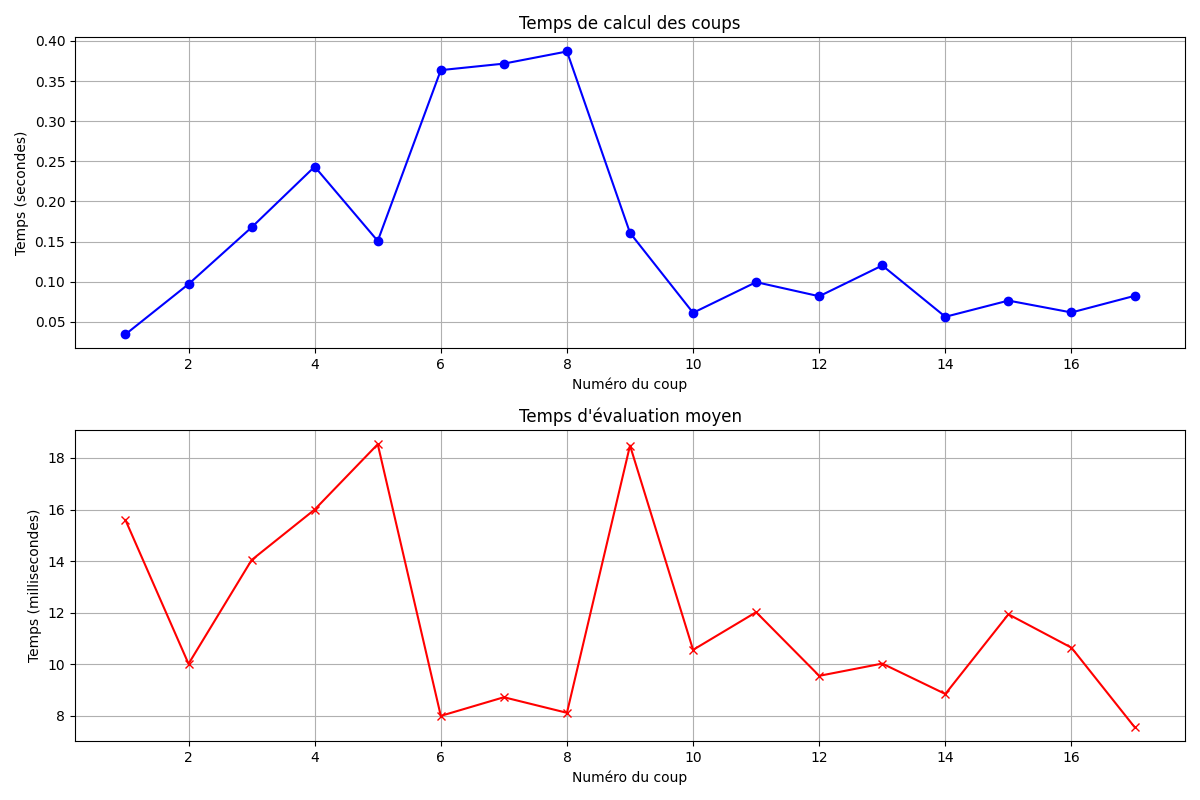 Temps de calcul des coups
0.40
0.35
0.30
0.25
0.20
0.15
0.10
0.05
Temps (secondes)
2 4 6 8 10 12 14 16
Numéro du coup
Temps d'évaluation moyen
18
16
14
12
10
8
Temps (millisecondes)
2 4 6 8 10 12 14 16
Numéro du coup